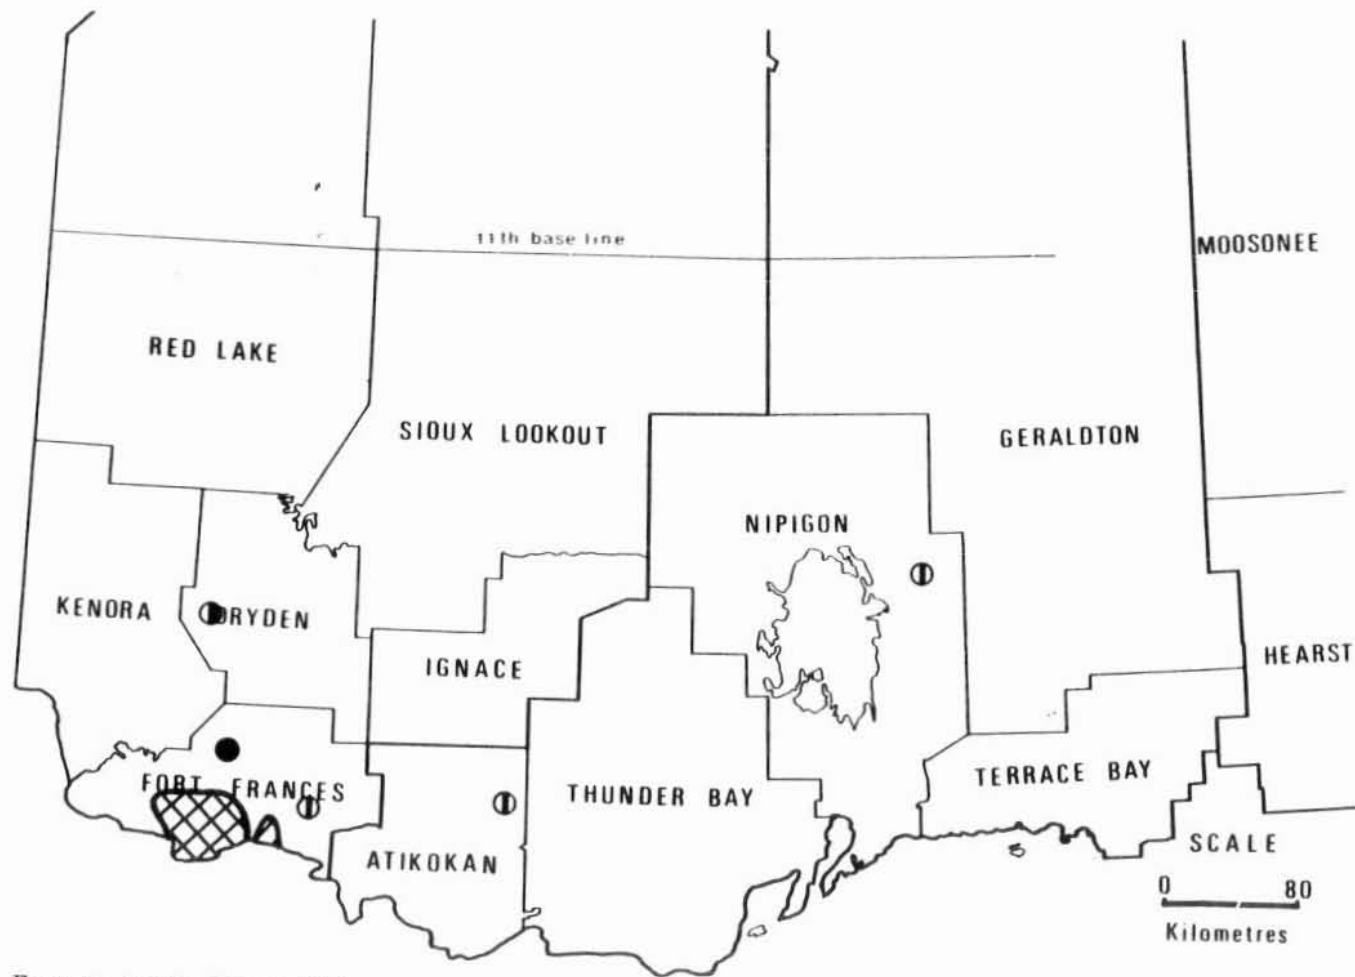 11th base line
MOOSONEE
RED LAKE
SIOUX LOOKOUT
GERALDTON
NIPIGON
KENORA
DRYDEN
IGNACE
HEARST
FORT FRANCES
THUNDER BAY
TERRACE BAY
ATIKOKAN
SCALE
0 80
Kilometres